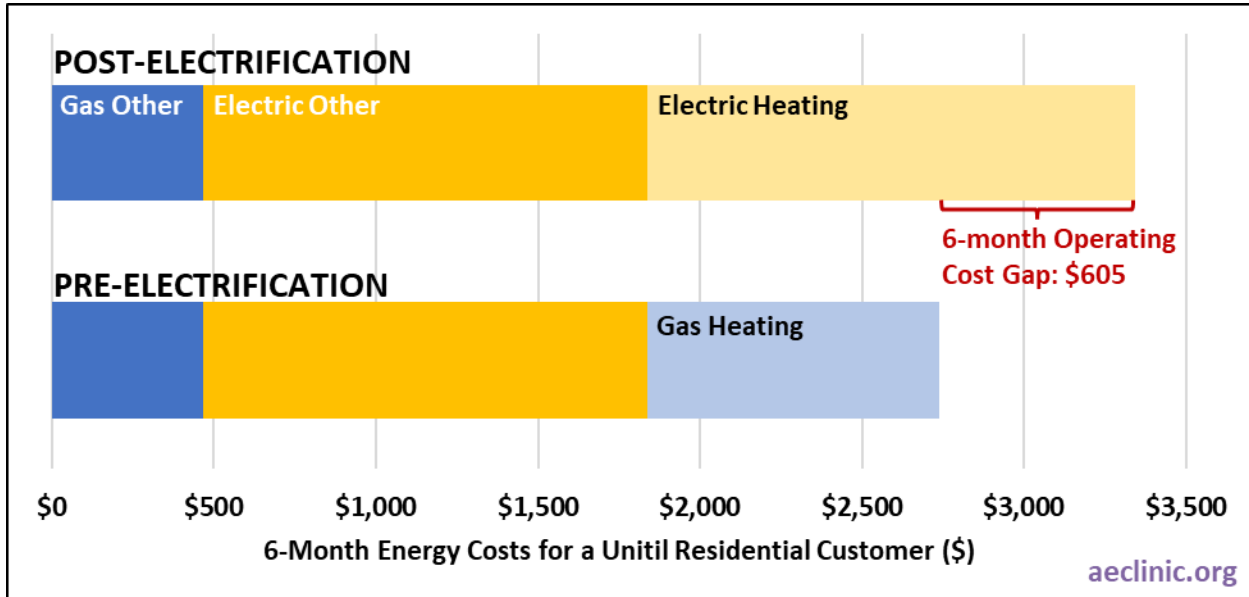 POST-ELECTRIFICATION
Gas Other
Electric Other
Electric Heating
6-month Operating
Cost Gap: $605
PRE-ELECTRIFICATION
Gas Heating
$0
$500
$1,000
$1,500
$2,000
$2,500
$3,000
$3,500
6-Month Energy Costs for a Unitil Residential Customer ($)
aeclinic.org